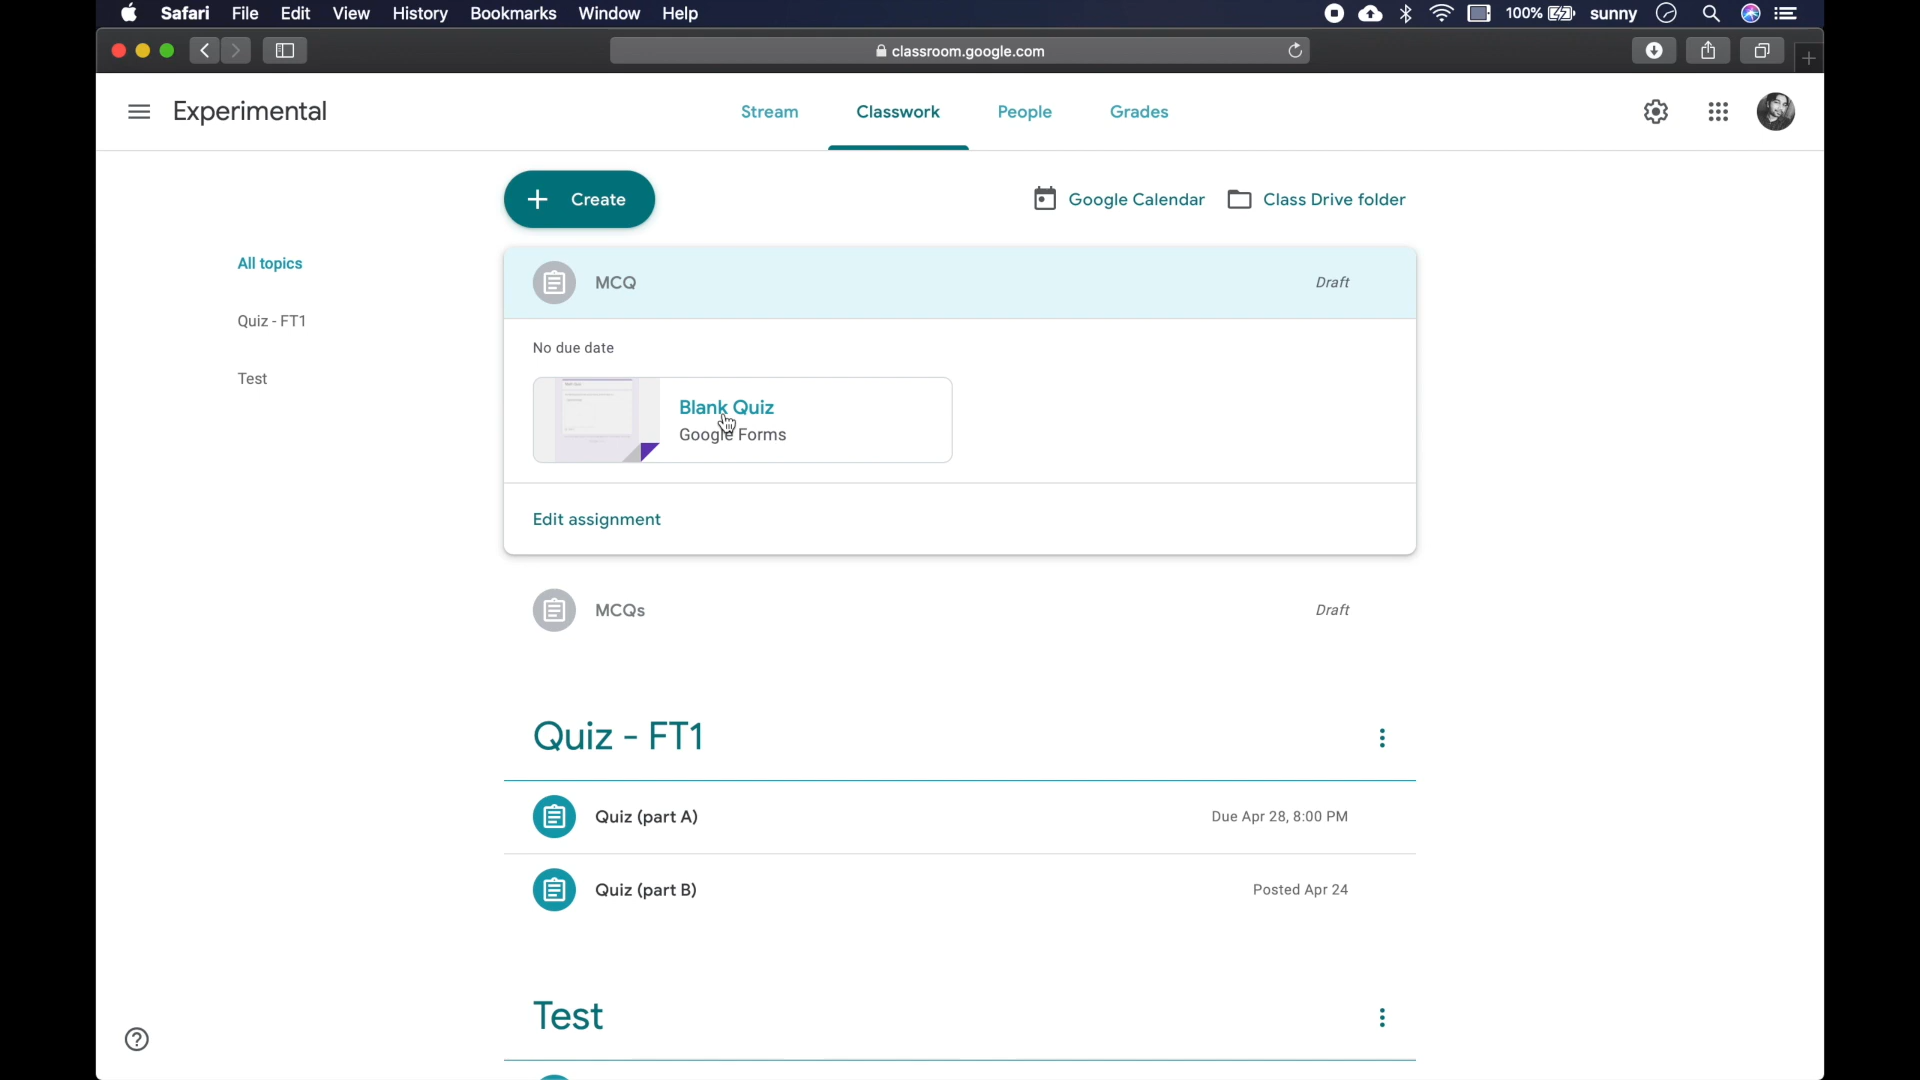 Safari File Edit View History Bookmarks Window Help 100% sunny
classroom.google.com
Experimental Stream Classwork People Grades
Create Google Calendar Class Drive folder
All topics
Quiz - FT1
Test
MCQ Draft
No due date
Blank Quiz
Google Forms
Edit assignment
MCQs Draft
Quiz - FT1
Quiz (part A) Due Apr 28, 8:00 PM
Quiz (part B) Posted Apr 24
Test